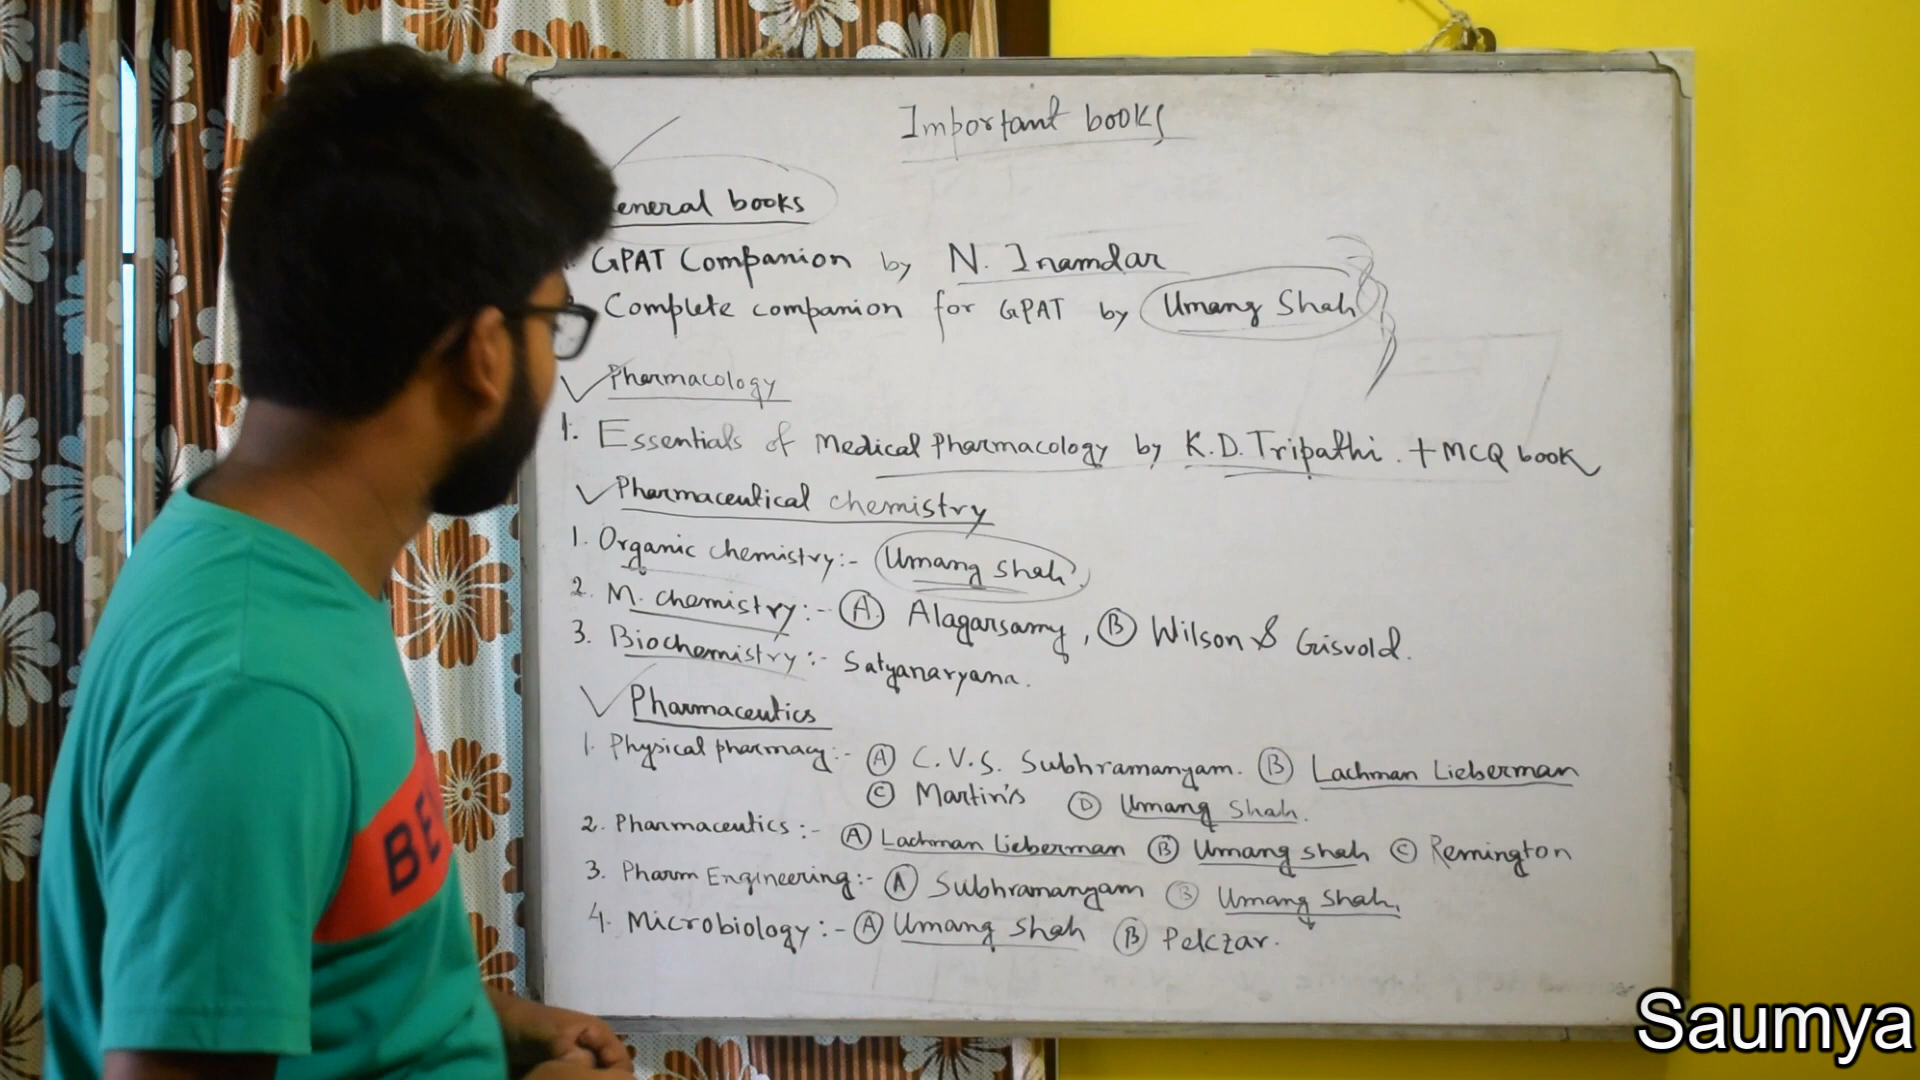 Important books
General books
GPAT Companion by N. Inamdar
Complete companion for GPAT by Umang Shah
Pharmacology
1. Essentials of Medical Pharmacology by K.D. Tripathi. + MCQ book
Pharmaceutical chemistry
1. Organic chemistry:- Umang Shah.
2. M. chemistry:- (A) Alagarsamy, (B) Wilson & Gisvold.
3. Biochemistry:- Satyanaryana.
Pharmaceutics
1. Physical pharmacy:- (A) C.V.S. Subhramanyam. (B) Lachman Lieberman
(C) Martin's (D) Umang Shah.
2. Pharmaceutics:- (A) Lachman Lieberman (B) Umang shah (C) Remington
3. Pharm Engineering:- (A) Subhramanyam (B) Umang Shah.
4. Microbiology:- (A) Umang Shah (B) Pelczar.
BE
Saumya